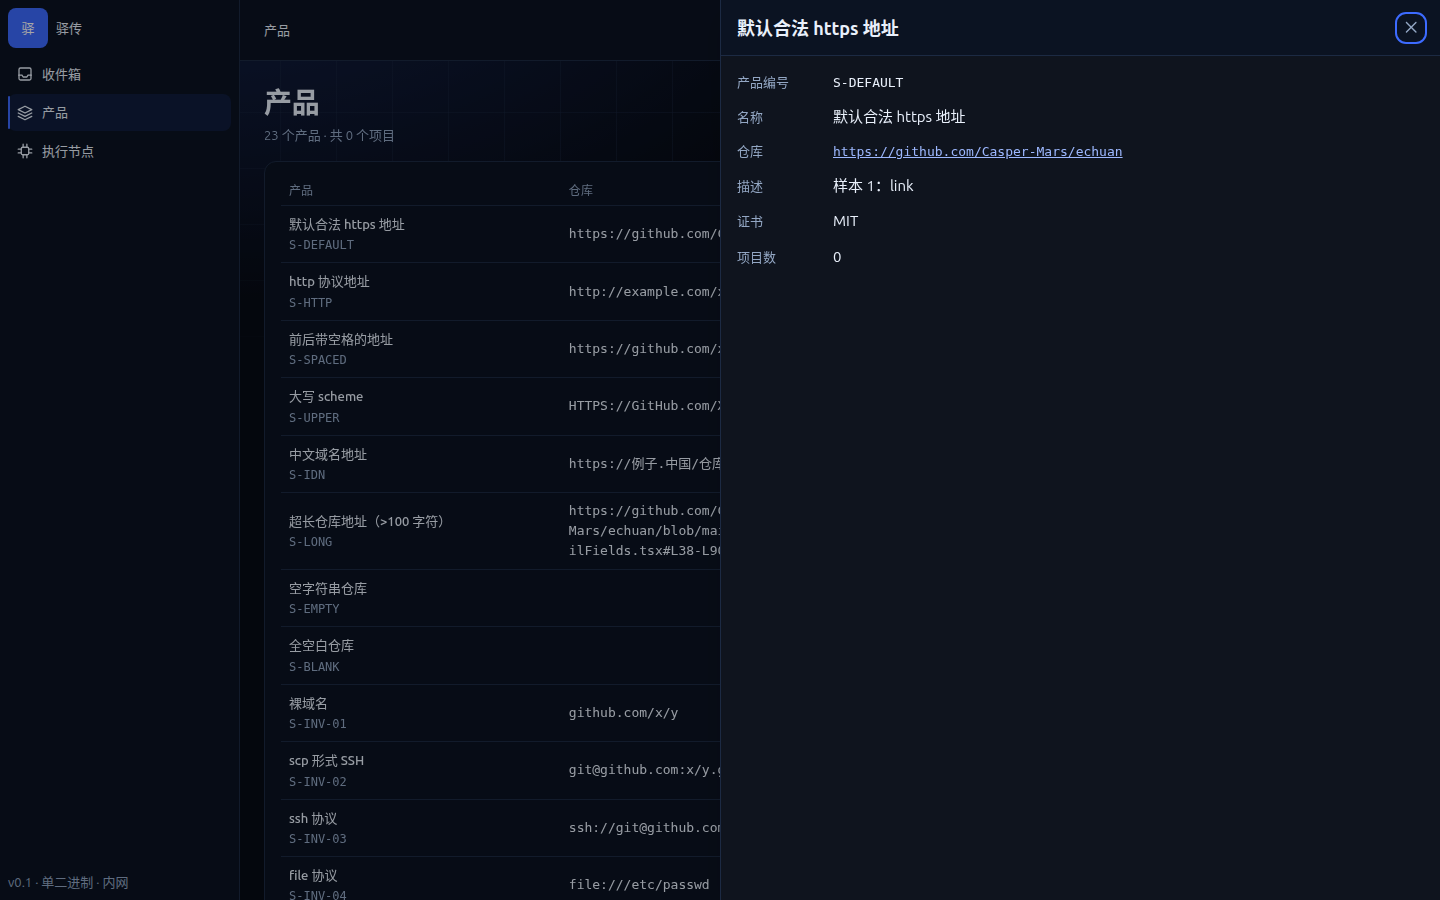 驿 驿传
收件箱
产品
执行节点
v0.1 · 单二进制 · 内网
产品
产品
23 个产品 · 共 0 个项目
产品 仓库
默认合法 https 地址
S-DEFAULT
https://github.com/
http 协议地址
S-HTTP
http://example.com/
前后带空格的地址
S-SPACED
https://github.com/
大写 scheme
S-UPPER
HTTPS://GitHub.com/
中文域名地址
S-IDN
https://例子.中国/仓库
超长仓库地址（>100 字符）
S-LONG
https://github.com/
Mars/echuan/blob/mai
ilFields.tsx#L38-L9
空字符串仓库
S-EMPTY
全空白仓库
S-BLANK
裸域名
S-INV-01
github.com/x/y
scp 形式 SSH
S-INV-02
git@github.com:x/y.
ssh 协议
S-INV-03
ssh://git@github.com
file 协议
S-INV-04
file:///etc/passwd
默认合法 https 地址
产品编号 S-DEFAULT
名称 默认合法 https 地址
仓库 https://github.com/Casper-Mars/echuan
描述 样本 1：link
证书 MIT
项目数 0